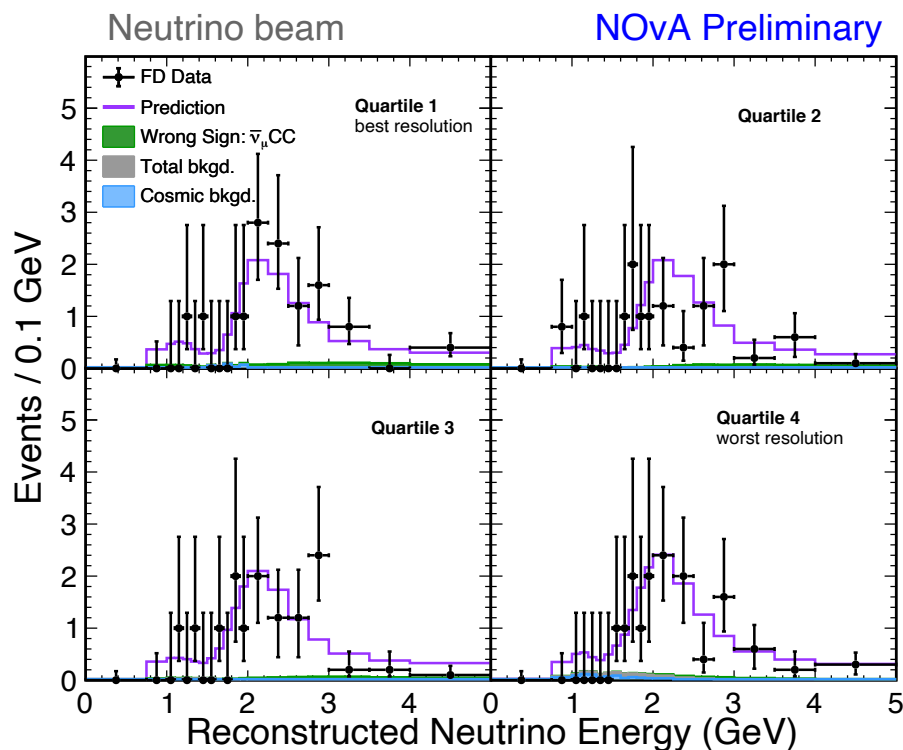 Neutrino beam
NOvA Preliminary
Events / 0.1 GeV
FD Data
Prediction
Wrong Sign: ν̅μCC
Total bkgd.
Cosmic bkgd.
Quartile 1
best resolution
Quartile 2
5
4
3
2
1
0
Quartile 3
Quartile 4
worst resolution
5
4
3
2
1
0
0 1 2 3 4 0 1 2 3 4 5
Reconstructed Neutrino Energy (GeV)